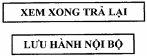 XEM XONG TRẢ LẠI
LƯU HÀNH NỘI BỘ